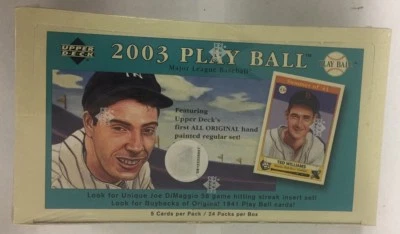 UPPER DECK
2003 PLAY BALL™
Major League Baseball
PLAY BALL
Featuring
Upper Deck's
first ALL ORIGINAL hand
painted regular set!
TED WILLIAMS
Look for Unique Joe DiMaggio 56-game hitting streak insert set!
Look for Buybacks of Original 1941 Play Ball cards!
5 Cards per Pack / 24 Packs per Box